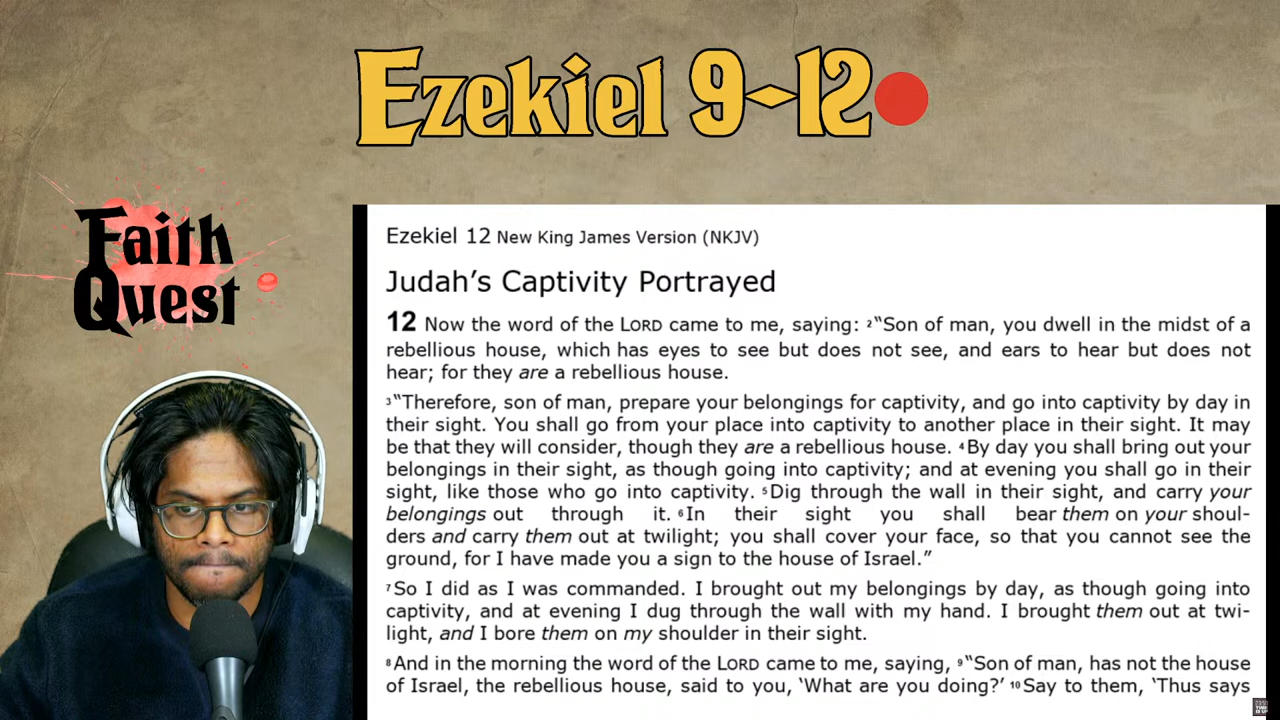 Ezekiel 9-12
Faith
Quest
Ezekiel 12 New King James Version (NKJV)
Judah’s Captivity Portrayed
12 Now the word of the LORD came to me, saying: 2 “Son of man, you dwell in the midst of a
rebellious house, which has eyes to see but does not see, and ears to hear but does not
hear; for they are a rebellious house.
3 “Therefore, son of man, prepare your belongings for captivity, and go into captivity by day in
their sight. You shall go from your place into captivity to another place in their sight. It may
be that they will consider, though they are a rebellious house. 4 By day you shall bring out your
belongings in their sight, as though going into captivity; and at evening you shall go in their
sight, like those who go into captivity. 5 Dig through the wall in their sight, and carry your
belongings out through it. 6 In their sight you shall bear them on your shoul-
ders and carry them out at twilight; you shall cover your face, so that you cannot see the
ground, for I have made you a sign to the house of Israel.”
7 So I did as I was commanded. I brought out my belongings by day, as though going into
captivity, and at evening I dug through the wall with my hand. I brought them out at twi-
light, and I bore them on my shoulder in their sight.
8 And in the morning the word of the LORD came to me, saying, 9 “Son of man, has not the house
of Israel, the rebellious house, said to you, ‘What are you doing?’ 10 Say to them, ‘Thus says